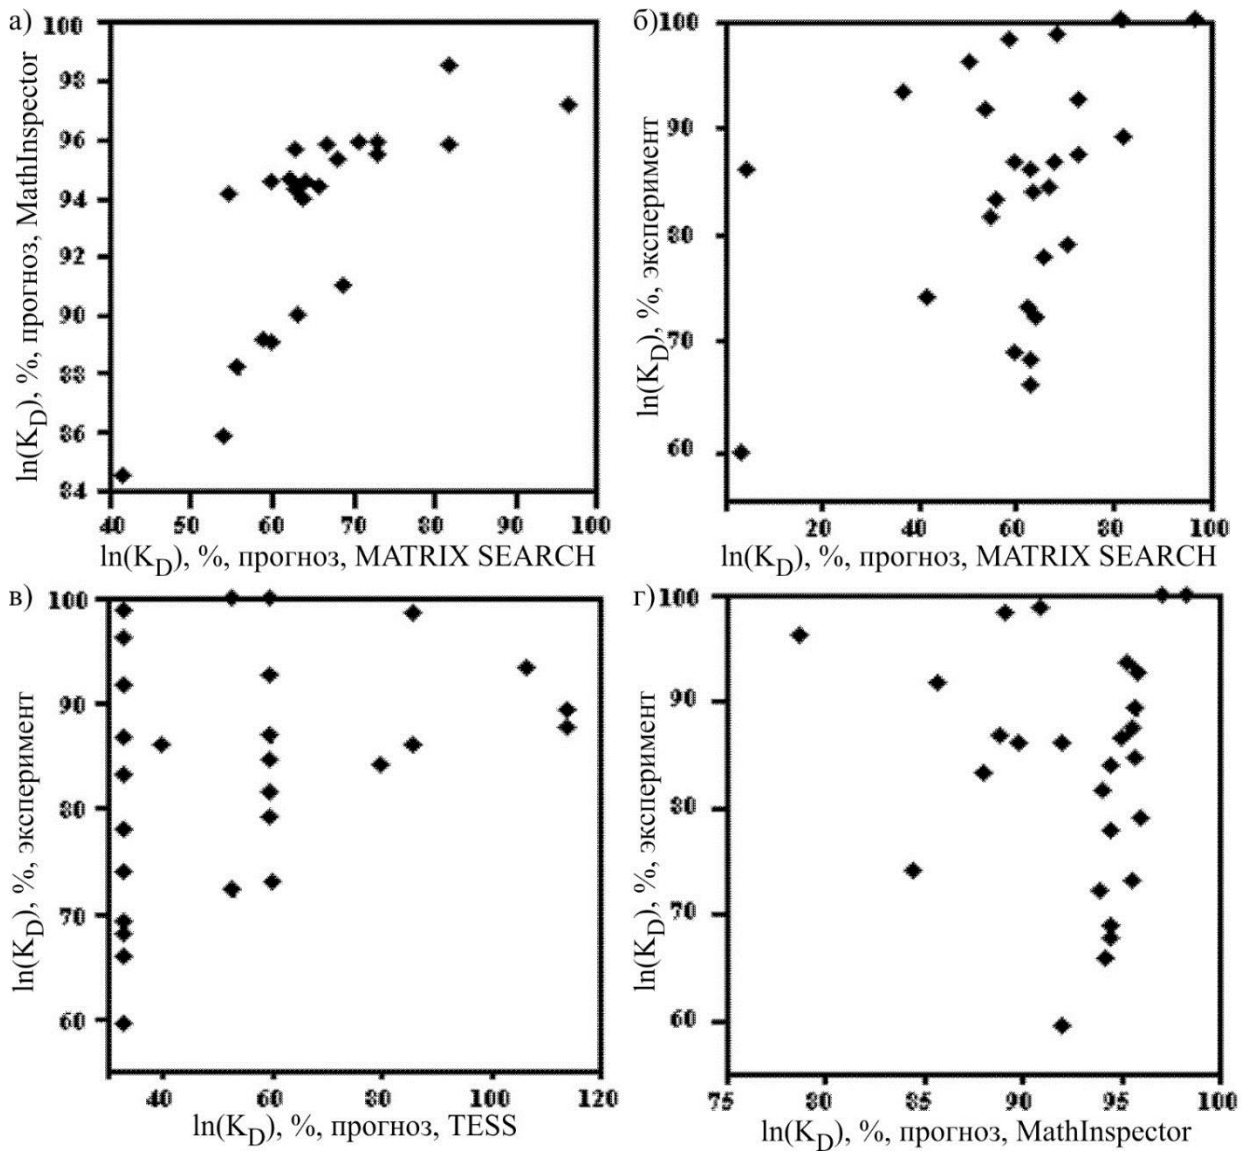 а)
ln(K_D), %, прогноз, MathInspector
100
98
96
94
92
90
88
86
84
40 50 60 70 80 90 100
ln(K_D), %, прогноз, MATRIX SEARCH
б)
ln(K_D), %, эксперимент
100
90
80
70
60
20 40 60 80 100
ln(K_D), %, прогноз, MATRIX SEARCH
в)
ln(K_D), %, эксперимент
100
90
80
70
60
40 60 80 100 120
ln(K_D), %, прогноз, TESS
г)
ln(K_D), %, эксперимент
100
90
80
70
60
75 80 85 90 95 100
ln(K_D), %, прогноз, MathInspector